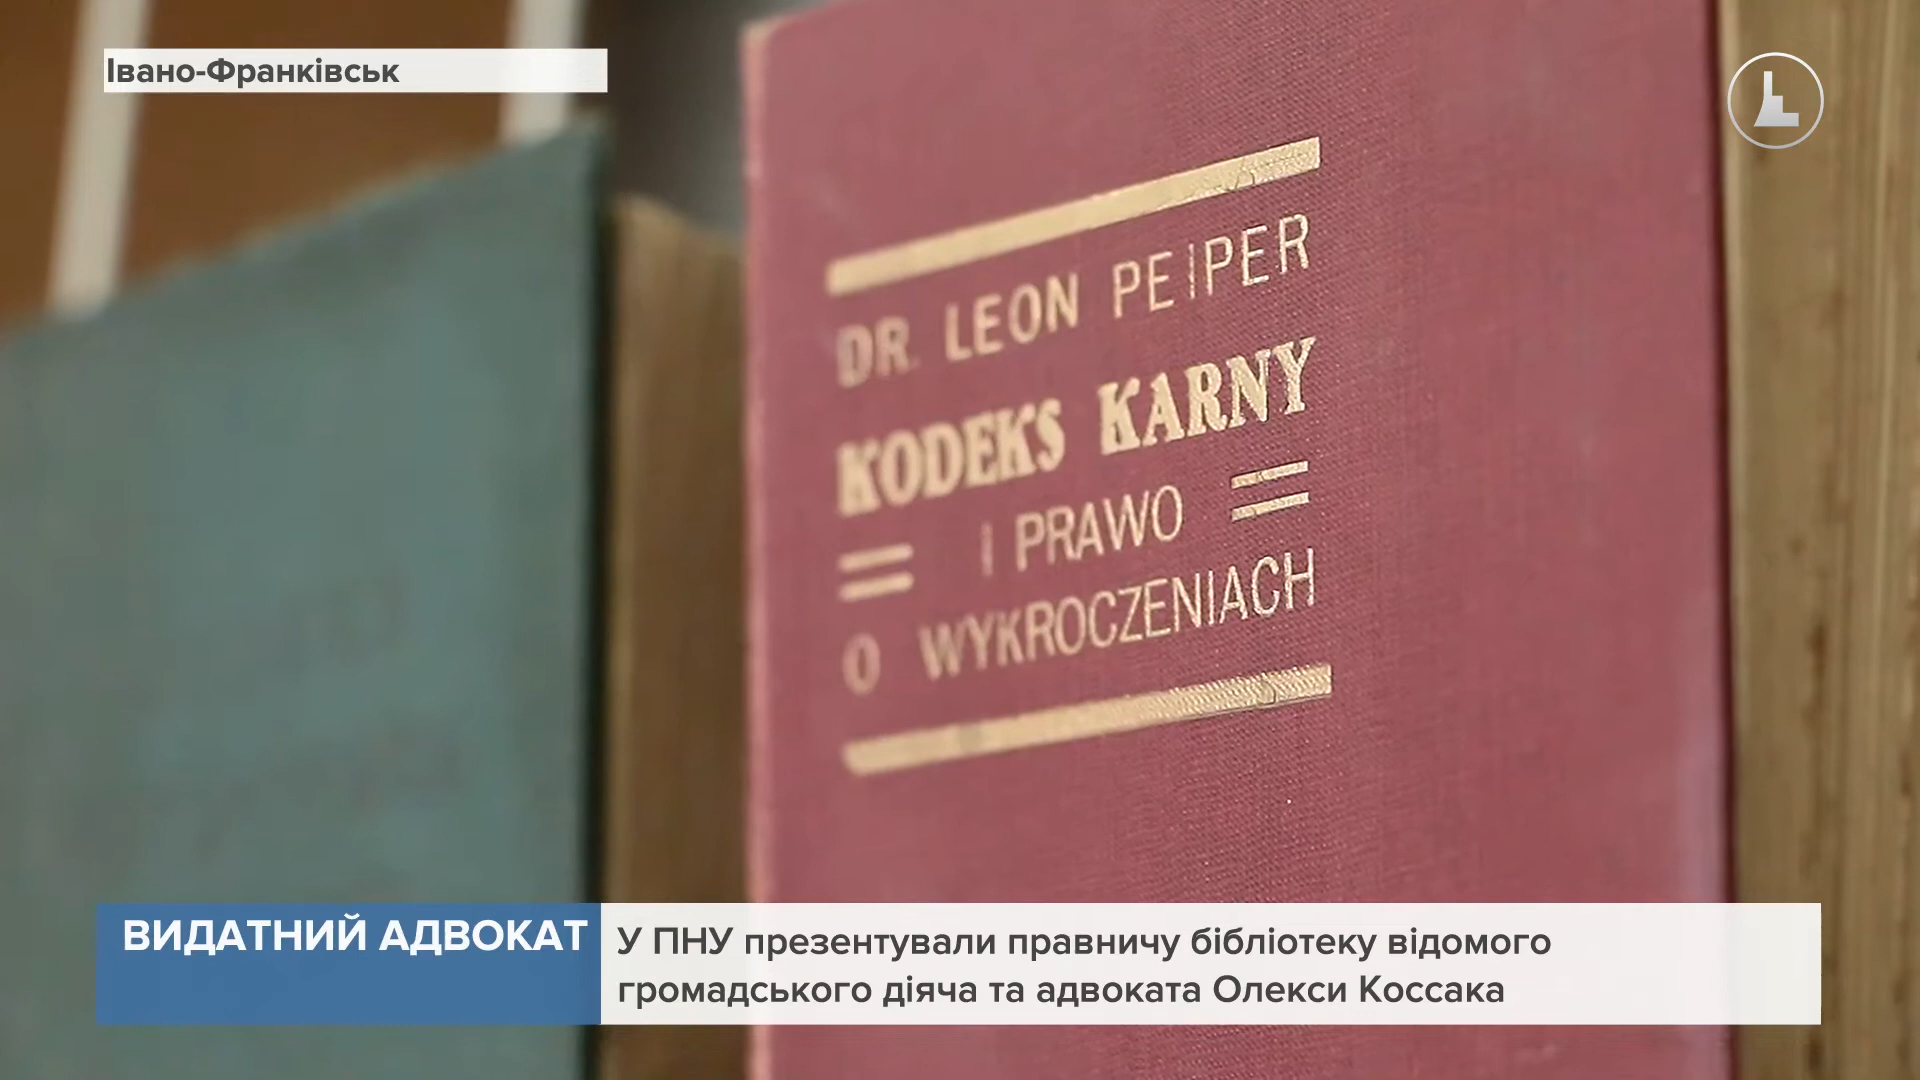 Івано-Франківськ
DR. LEON PEIPER
KODEKS KARNY
I PRAWO
O WYKROCZENIACH
ВИДАТНИЙ АДВОКАТ
У ПНУ презентували правничу бібліотеку відомого
громадського діяча та адвоката Олекси Коссака